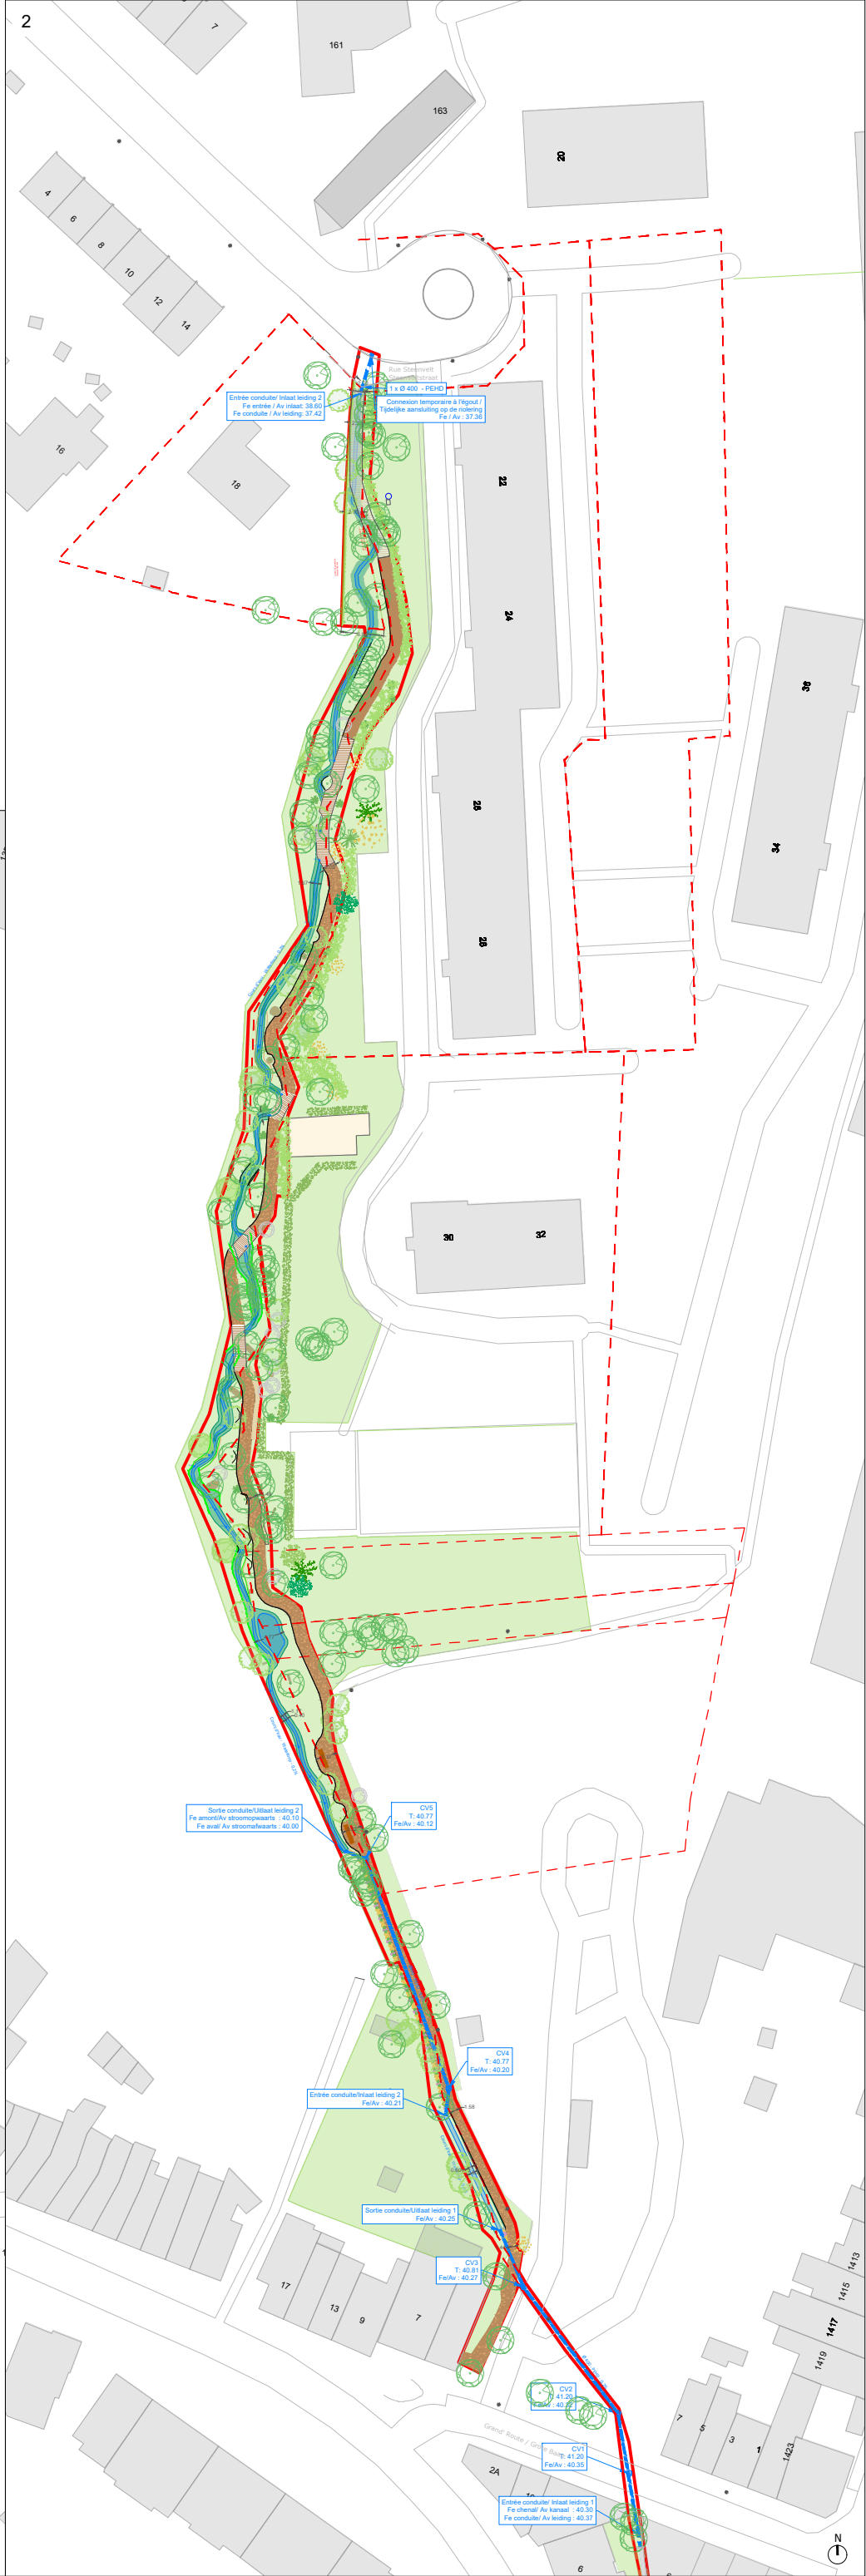 2
7
161
163
20
4
6
8
10
12
14
16
18
Rue Steenvelt
Entrée conduite/ Inlaat leiding 2
Fe entrée / Av inlaat: 38.60
Fe conduite / Av leiding: 37.42
1 x Ø 400 - PEHD
Connexion temporaire à l'égout /
Tijdelijke aansluiting op de riolering
Fe / Av : 37.36
22
24
26
28
36
34
30
32
Sortie conduite/Uitlaat leiding 2
Fe amont/Av stroomopwaarts : 40.10
Fe aval/ Av stroomafwaarts : 40.00
CV5
T: 40.77
Fe/Av : 40.12
CV4
T: 40.77
Fe/Av : 40.20
Entrée conduite/Inlaat leiding 2
Fe/Av : 40.21
1.58
Sortie conduite/Uitlaat leiding 1
Fe/Av : 40.25
CV3
T: 40.81
Fe/Av : 40.27
17
13
9
7
1413
1415
1417
1419
1423
CV2
T: 41.20
7
5
3
1
Grand' Route /
CV1
T: 41.20
Fe/Av : 40.35
2A
Entrée conduite/ Inlaat leiding 1
Fe chenal/ Av kanaal : 40.30
Fe conduite/ Av leiding : 40.37
6
N